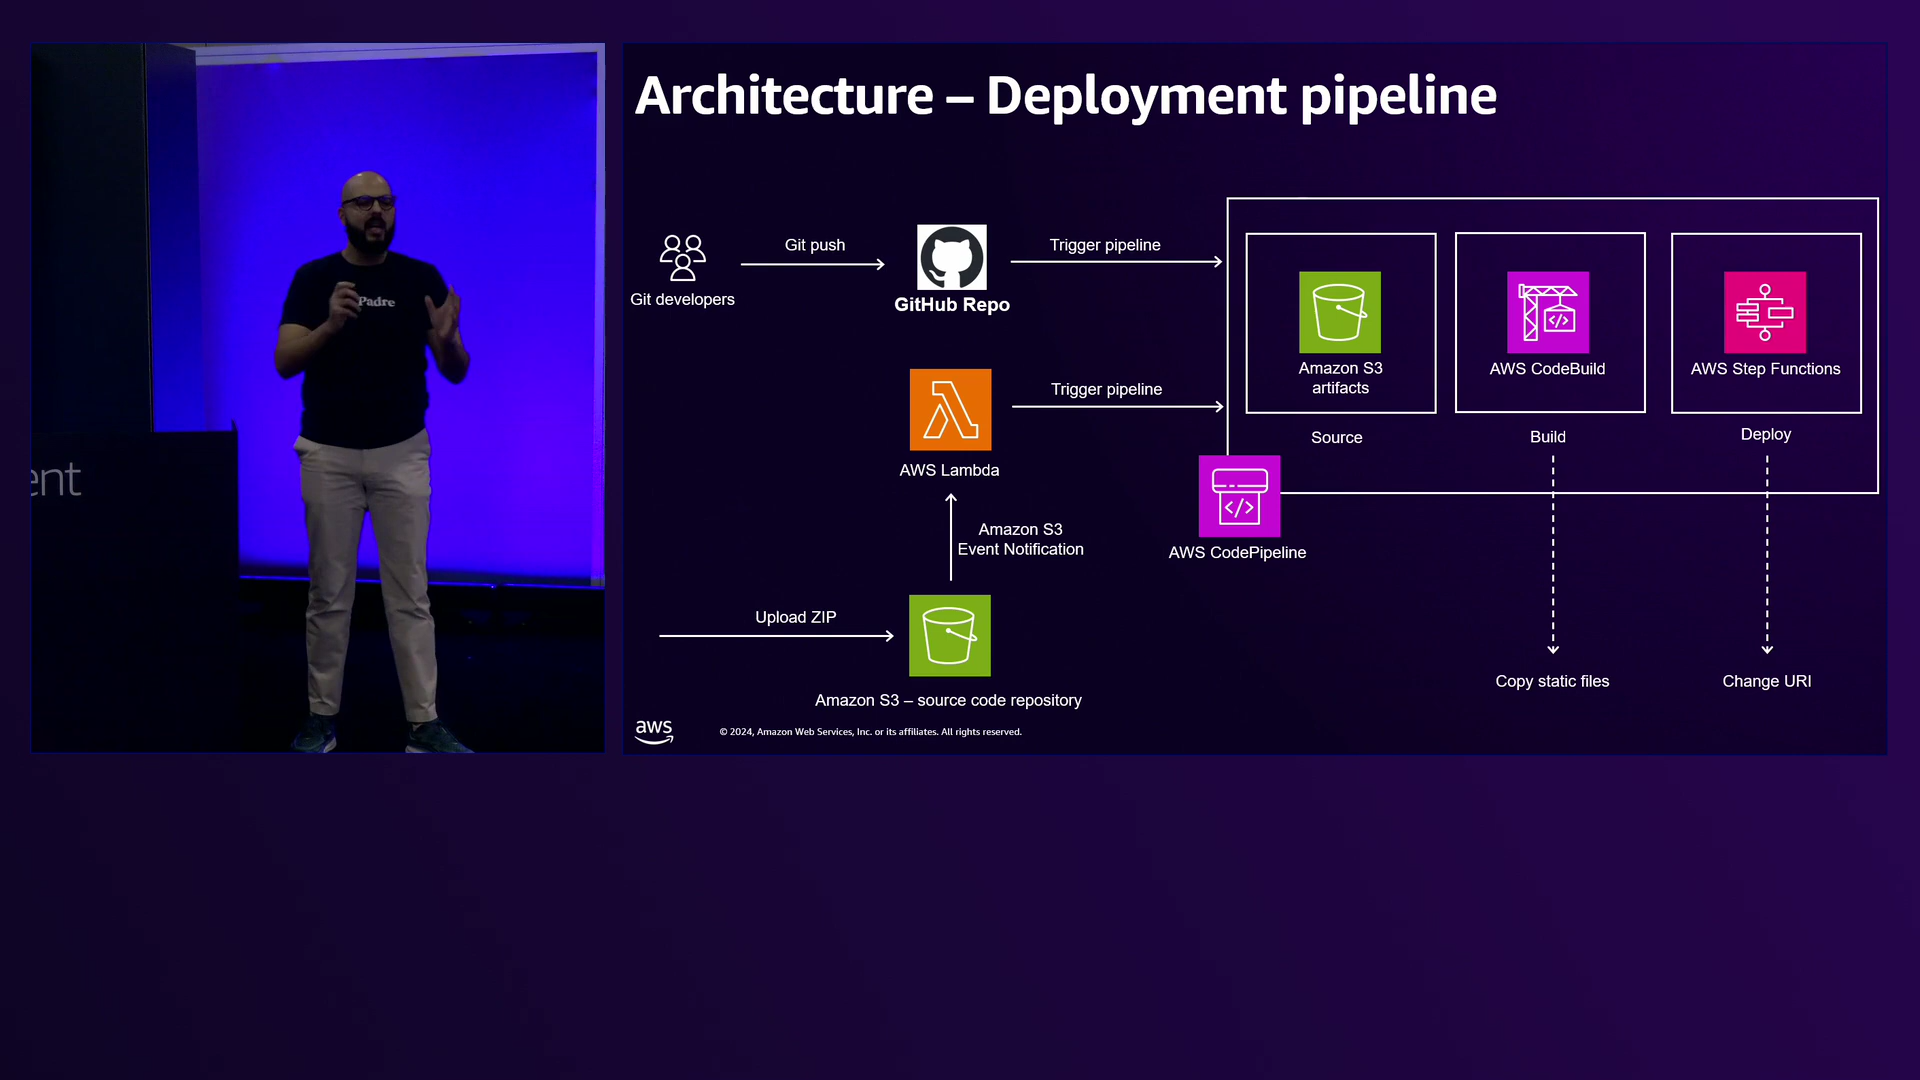 Architecture – Deployment pipeline
Git developers
Git push
GitHub Repo
Trigger pipeline
AWS Lambda
Trigger pipeline
Amazon S3
Event Notification
Upload ZIP
Amazon S3 – source code repository
Amazon S3
artifacts
Source
AWS CodeBuild
Build
AWS Step Functions
Deploy
AWS CodePipeline
Copy static files
Change URI
aws
© 2024, Amazon Web Services, Inc. or its affiliates. All rights reserved.
Padre
ent